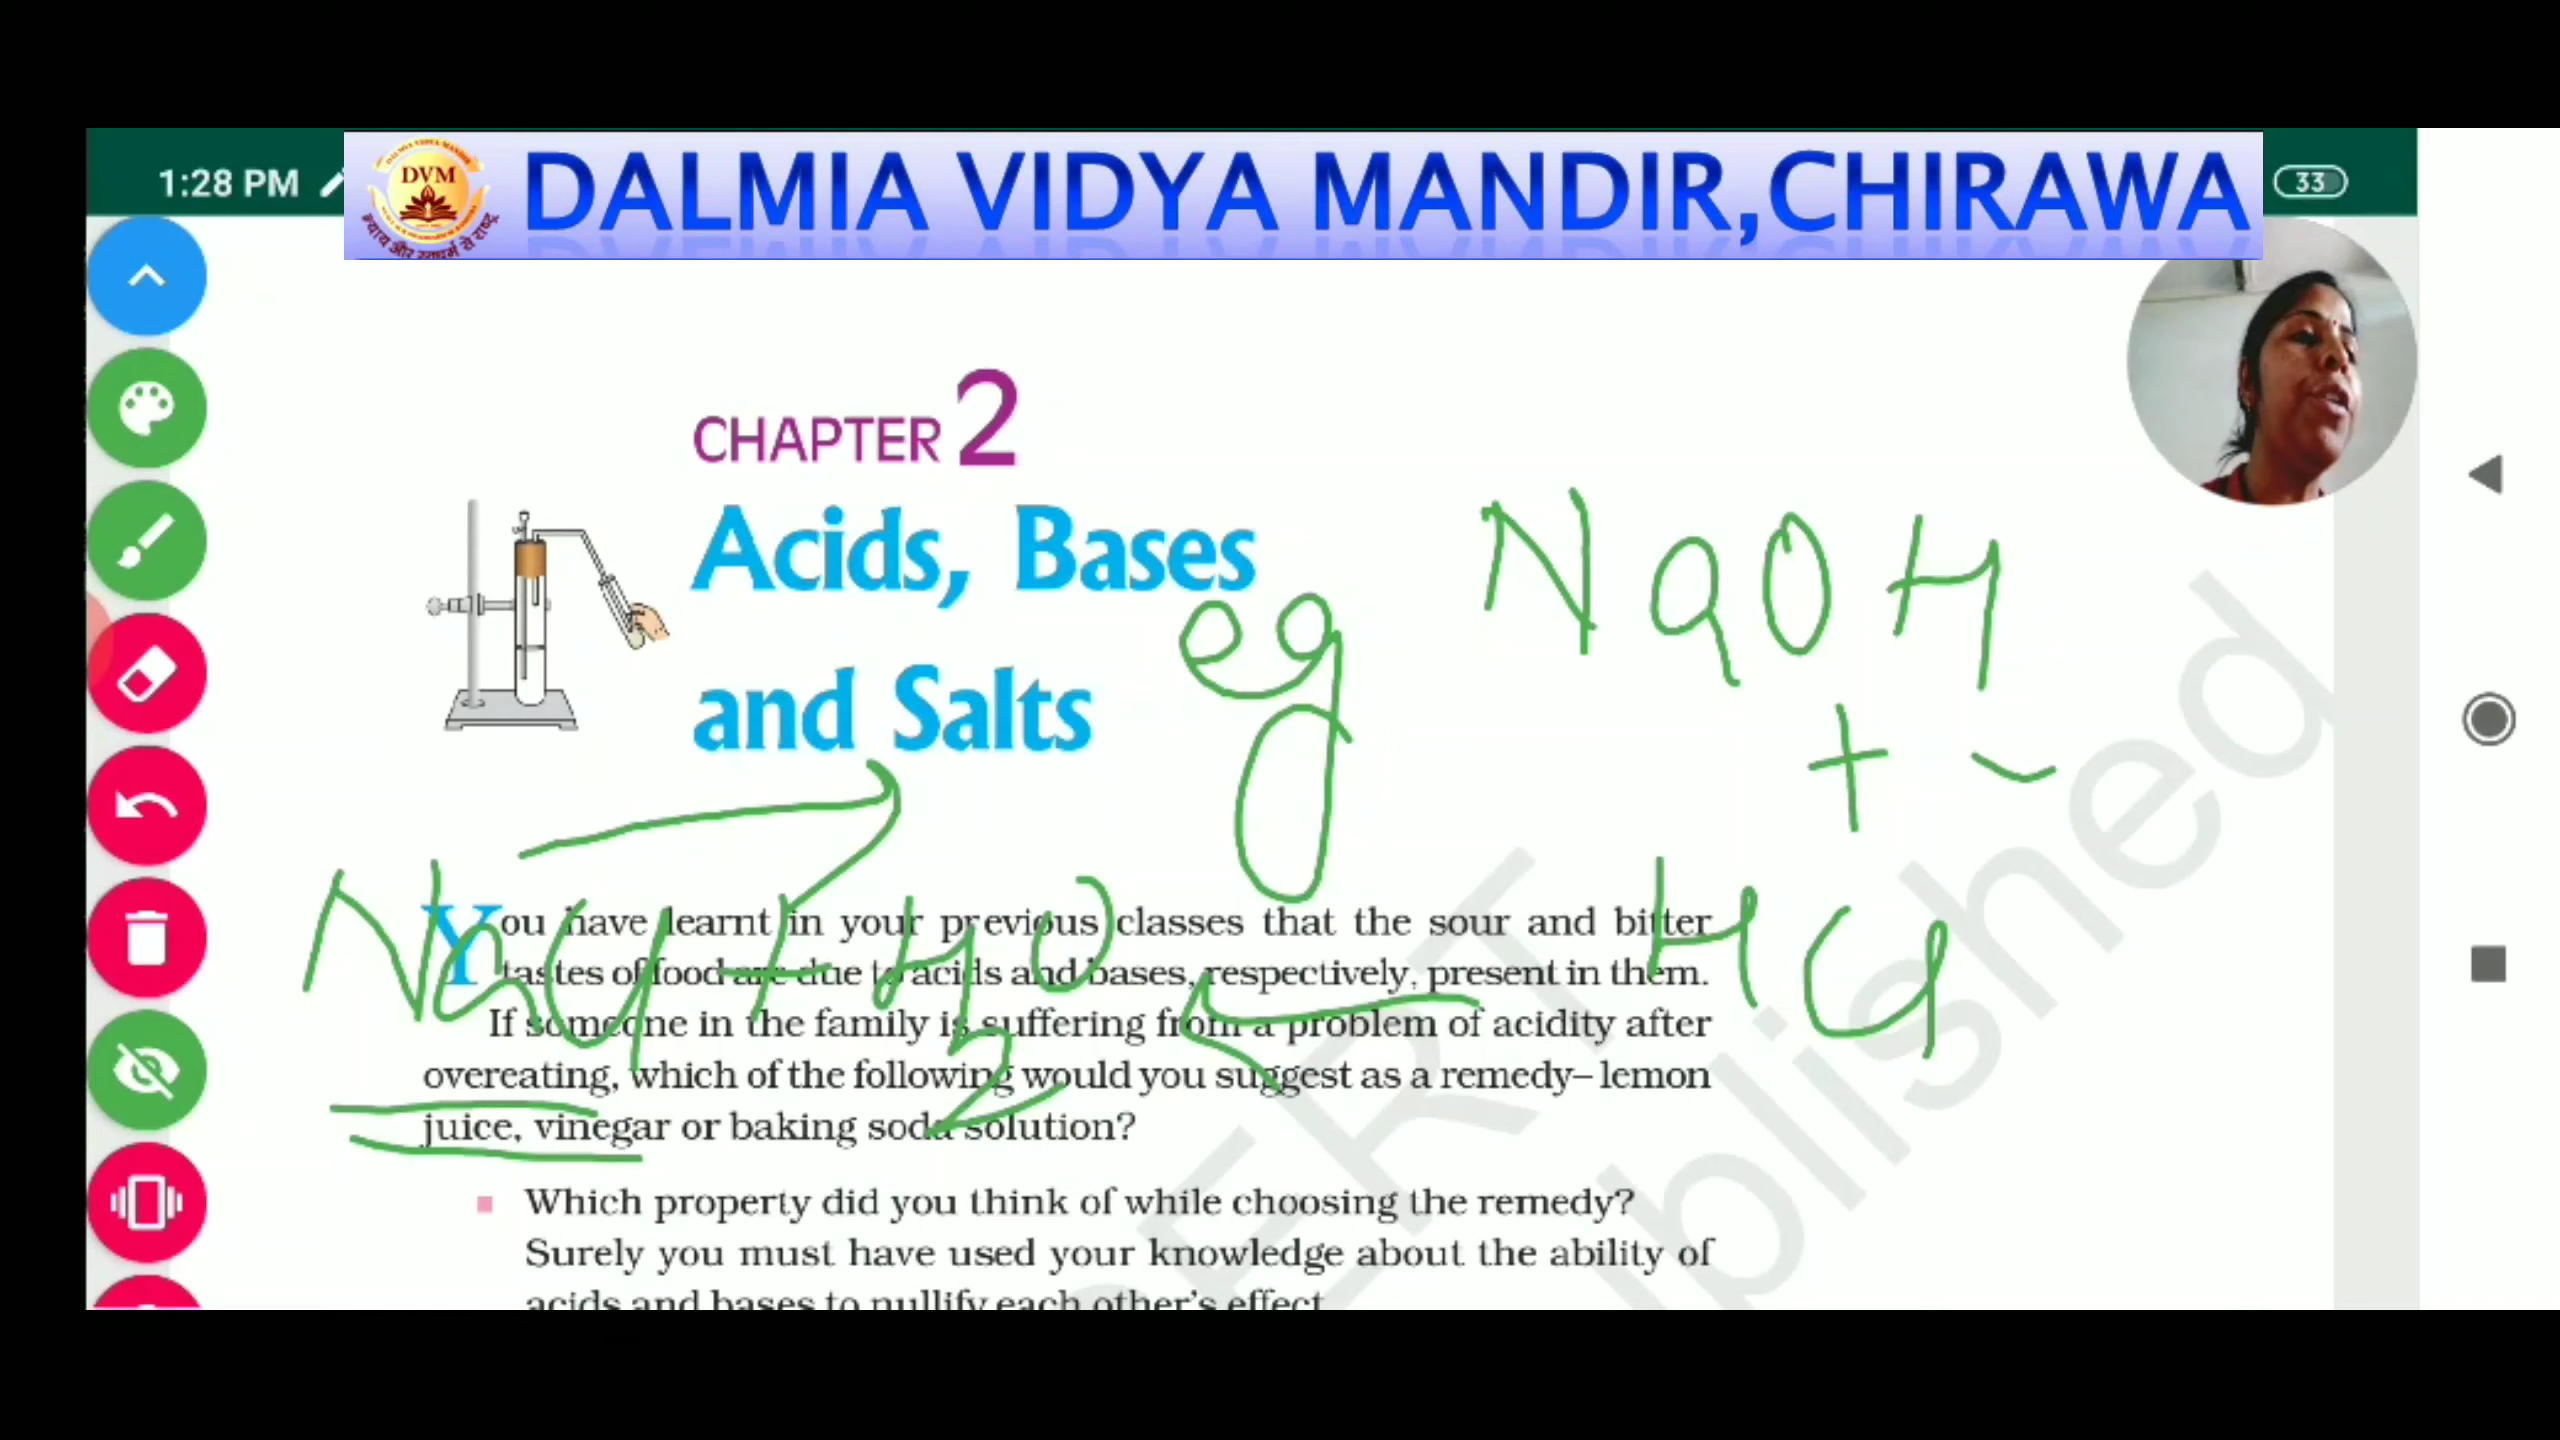 1:28 PM
DVM
DALMIA VIDYA MANDIR,CHIRAWA
33
CHAPTER 2
Acids, Bases
and Salts
eg
NaOH
+
HCl
NaCl + H2O
You have learnt in your previous classes that the sour and bitter
tastes of food are due to acids and bases, respectively, present in them.
If someone in the family is suffering from a problem of acidity after
overeating, which of the following would you suggest as a remedy– lemon
juice, vinegar or baking soda solution?
■ Which property did you think of while choosing the remedy?
Surely you must have used your knowledge about the ability of
acids and bases to nullify each other's effect.